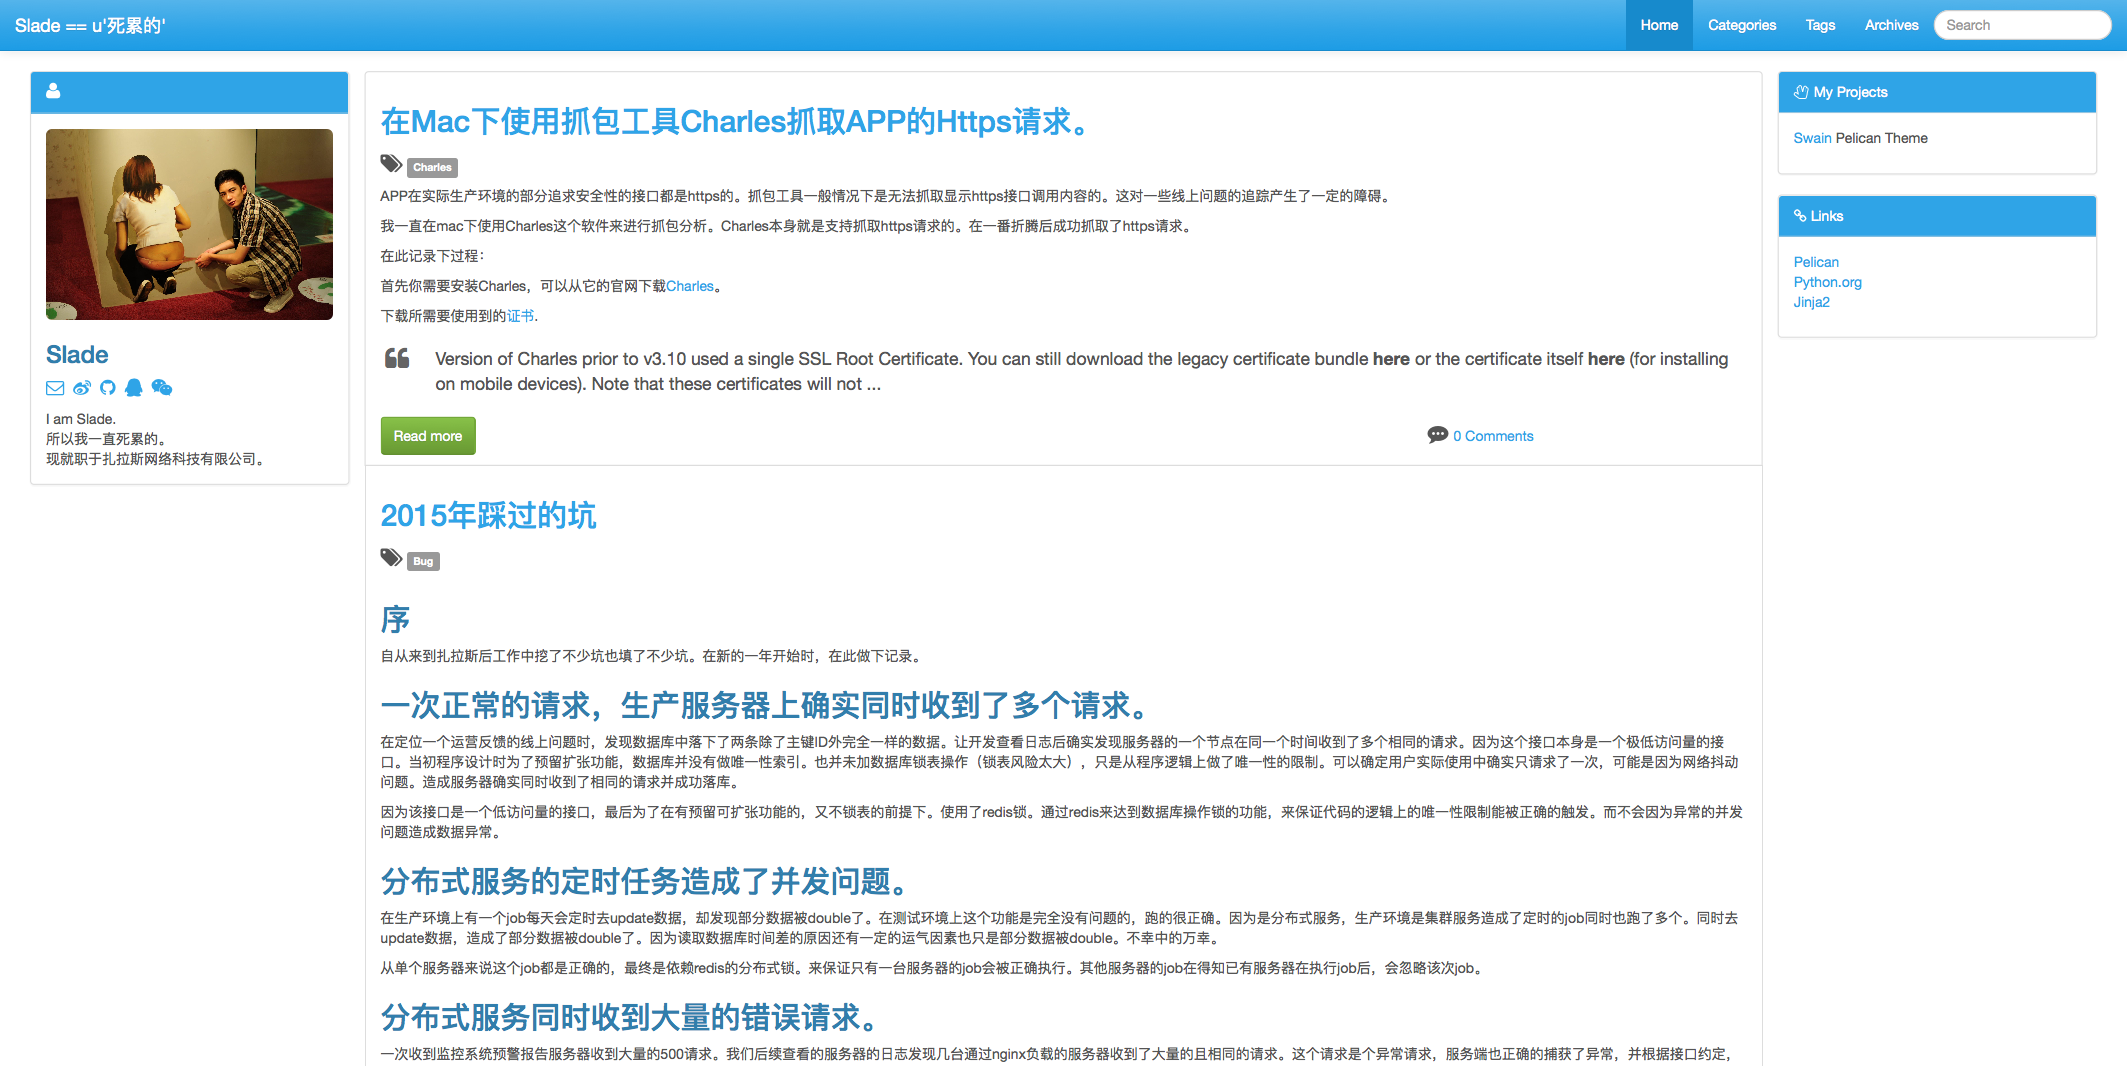 Slade == u'死累的'
Home
Categories
Tags
Archives
Search
Slade
I am Slade.
所以我一直死累的。
现就职于扎拉斯网络科技有限公司。
在Mac下使用抓包工具Charles抓取APP的Https请求。
Charles
APP在实际生产环境的部分追求安全性的接口都是https的。抓包工具一般情况下是无法抓取显示https接口调用内容的。这对一些线上问题的追踪产生了一定的障碍。
我一直在mac下使用Charles这个软件来进行抓包分析。Charles本身就是支持抓取https请求的。在一番折腾后成功抓取了https请求。
在此记录下过程：
首先你需要安装Charles，可以从它的官网下载Charles。
下载所需要使用到的证书.
Version of Charles prior to v3.10 used a single SSL Root Certificate. You can still download the legacy certificate bundle here or the certificate itself here (for installing
on mobile devices). Note that these certificates will not ...
Read more
0 Comments
2015年踩过的坑
Bug
序
自从来到扎拉斯后工作中挖了不少坑也填了不少坑。在新的一年开始时，在此做下记录。
一次正常的请求，生产服务器上确实同时收到了多个请求。
在定位一个运营反馈的线上问题时，发现数据库中落下了两条除了主键ID外完全一样的数据。让开发查看日志后确实发现服务器的一个节点在同一个时间收到了多个相同的请求。因为这个接口本身是一个极低访问量的接
口。当初程序设计时为了预留扩张功能，数据库并没有做唯一性索引。也并未加数据库锁表操作（锁表风险太大），只是从程序逻辑上做了唯一性的限制。可以确定用户实际使用中确实只请求了一次，可能是因为网络抖动
问题。造成服务器确实同时收到了相同的请求并成功落库。
因为该接口是一个低访问量的接口，最后为了在有预留可扩张功能的，又不锁表的前提下。使用了redis锁。通过redis来达到数据库操作锁的功能，来保证代码的逻辑上的唯一性限制能被正确的触发。而不会因为异常的并发
问题造成数据异常。
分布式服务的定时任务造成了并发问题。
在生产环境上有一个job每天会定时去update数据，却发现部分数据被double了。在测试环境上这个功能是完全没有问题的，跑的很正确。因为是分布式服务，生产环境是集群服务造成了定时的job同时也跑了多个。同时去
update数据，造成了部分数据被double了。因为读取数据库时间差的原因还有一定的运气因素也只是部分数据被double。不幸中的万幸。
从单个服务器来说这个job都是正确的，最终是依赖redis的分布式锁。来保证只有一台服务器的job会被正确执行。其他服务器的job在得知已有服务器在执行job后，会忽略该次job。
分布式服务同时收到大量的错误请求。
一次收到监控系统预警报告服务器收到大量的500请求。我们后续查看的服务器的日志发现几台通过nginx负载的服务器收到了大量的且相同的请求。这个请求是个异常请求，服务端也正确的捕获了异常，并根据接口约定，
My Projects
Swain Pelican Theme
Links
Pelican
Python.org
Jinja2